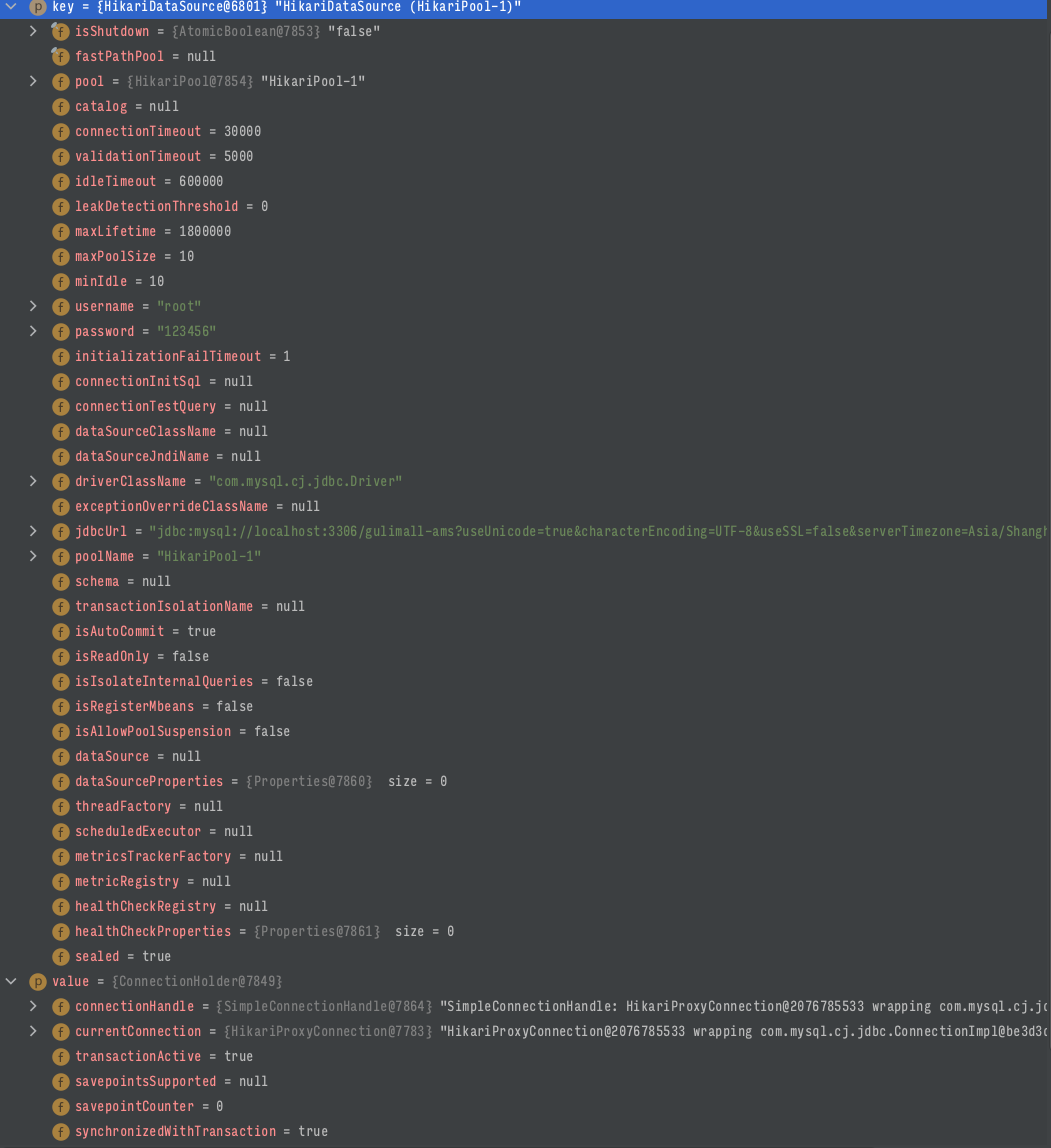 key = {HikariDataSource@6801} "HikariDataSource (HikariPool-1)"
isShutdown = {AtomicBoolean@7853} "false"
fastPathPool = null
pool = {HikariPool@7854} "HikariPool-1"
catalog = null
connectionTimeout = 30000
validationTimeout = 5000
idleTimeout = 600000
leakDetectionThreshold = 0
maxLifetime = 1800000
maxPoolSize = 10
minIdle = 10
username = "root"
password = "123456"
initializationFailTimeout = 1
connectionInitSql = null
connectionTestQuery = null
dataSourceClassName = null
dataSourceJndiName = null
driverClassName = "com.mysql.cj.jdbc.Driver"
exceptionOverrideClassName = null
jdbcUrl = "jdbc:mysql://localhost:3306/gulimall-ams?useUnicode=true&characterEncoding=UTF-8&useSSL=false&serverTimezone=Asia/Shangh
poolName = "HikariPool-1"
schema = null
transactionIsolationName = null
isAutoCommit = true
isReadOnly = false
isIsolateInternalQueries = false
isRegisterMbeans = false
isAllowPoolSuspension = false
dataSource = null
dataSourceProperties = {Properties@7860} size = 0
threadFactory = null
scheduledExecutor = null
metricsTrackerFactory = null
metricRegistry = null
healthCheckRegistry = null
healthCheckProperties = {Properties@7861} size = 0
sealed = true
value = {ConnectionHolder@7849}
connectionHandle = {SimpleConnectionHandle@7864} "SimpleConnectionHandle: HikariProxyConnection@2076785533 wrapping com.mysql.cj.jd
currentConnection = {HikariProxyConnection@7783} "HikariProxyConnection@2076785533 wrapping com.mysql.cj.jdbc.ConnectionImpl@be3d3c
transactionActive = true
savepointsSupported = null
savepointCounter = 0
synchronizedWithTransaction = true